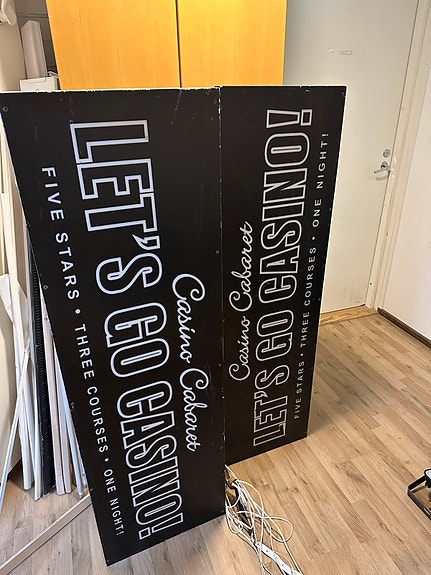 Casino Cabaret
LET'S GO CASINO!
FIVE STARS • THREE COURSES • ONE NIGHT!
Casino Cabaret
LET'S GO CASINO!
FIVE STARS • THREE COURSES • ONE NIGHT!